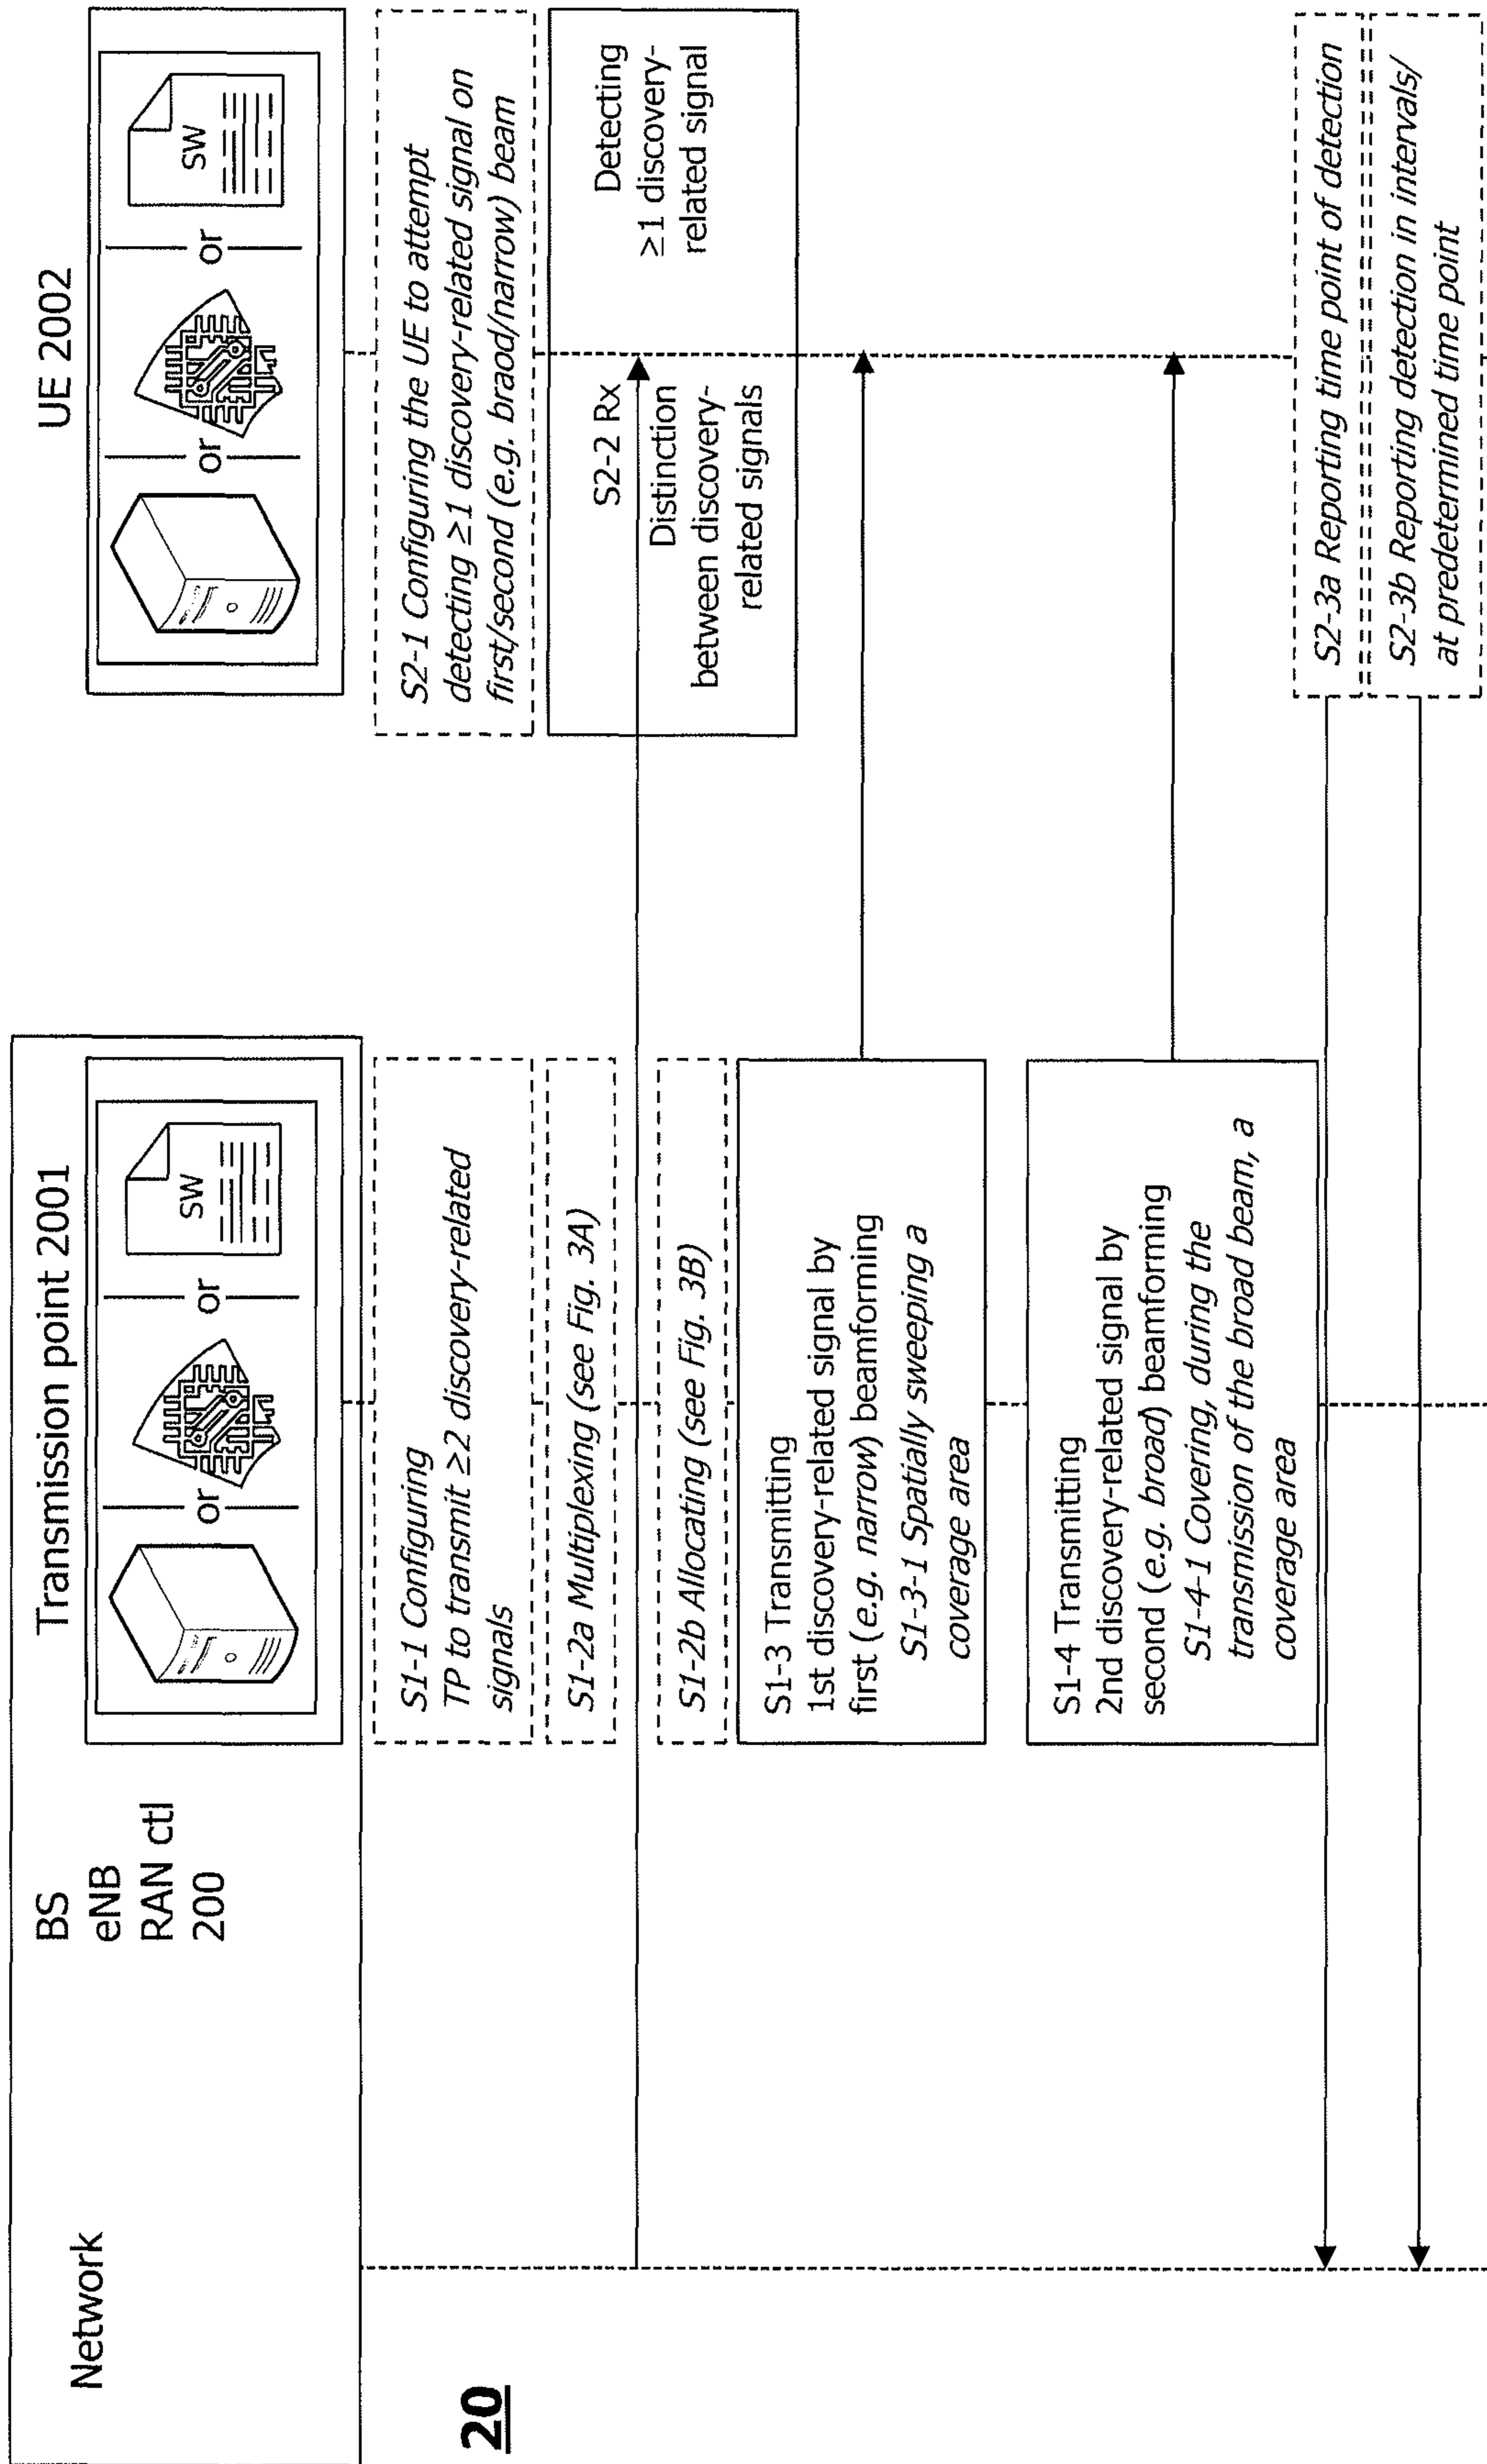 Network
BS
eNB
RAN ctl
200
Transmission point 2001
or
or
SW
UE 2002
or
or
SW
20
S1-1 Configuring
TP to transmit ≥2 discovery-related
signals
S2-1 Configuring the UE to attempt
detecting ≥1 discovery-related signal on
first/second (e.g. braod/narrow) beam
S1-2a Multiplexing (see Fig. 3A)
S2-2 Rx
Distinction
between discovery-
related signals
Detecting
≥1 discovery-
related signal
S1-2b Allocating (see Fig. 3B)
S1-3 Transmitting
1st discovery-related signal by
first (e.g. narrow) beamforming
S1-3-1 Spatially sweeping a
coverage area
S1-4 Transmitting
2nd discovery-related signal by
second (e.g. broad) beamforming
S1-4-1 Covering, during the
transmission of the broad beam, a
coverage area
S2-3a Reporting time point of detection
S2-3b Reporting detection in intervals/
at predetermined time point